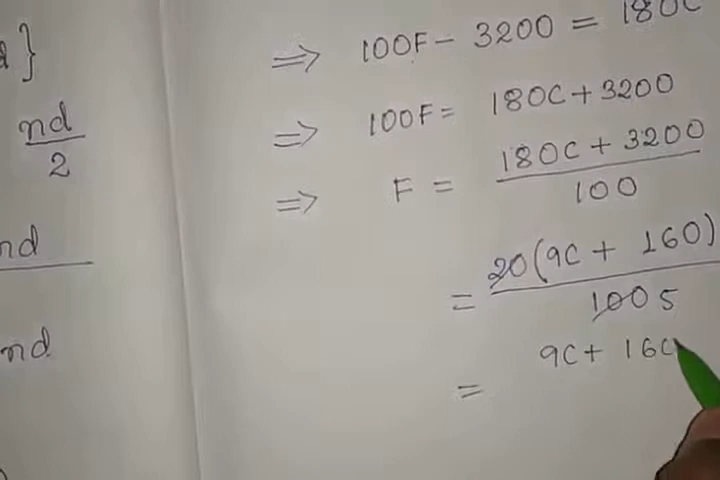 }
nd
2
nd
nd
⇒ 100F - 3200 = 180C
⇒ 100F = 180C + 3200
⇒ F = 180C + 3200
100
= 20(9C + 160)
100 5
= 9C + 160